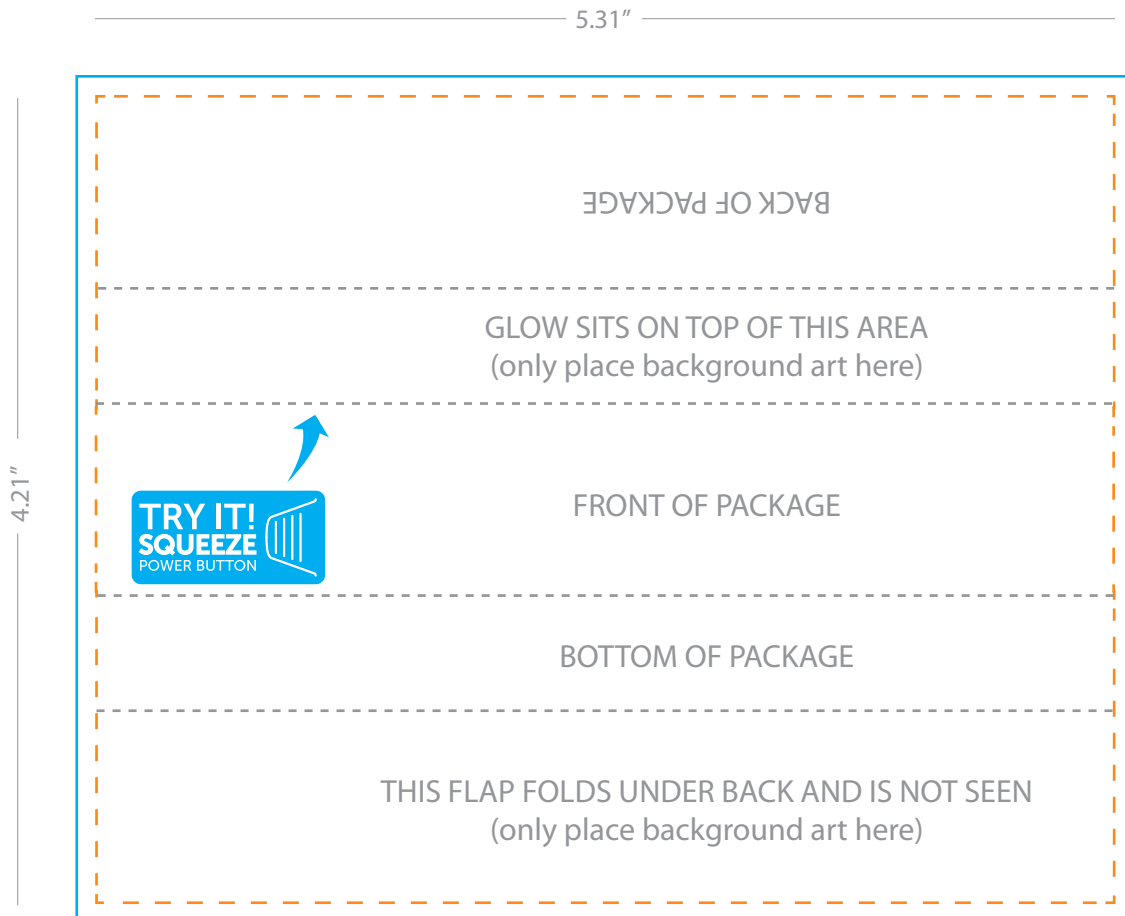 5.31”
4.21”
BACK OF PACKAGE
GLOW SITS ON TOP OF THIS AREA
(only place background art here)
TRY IT!
SQUEEZE
POWER BUTTON
FRONT OF PACKAGE
BOTTOM OF PACKAGE
THIS FLAP FOLDS UNDER BACK AND IS NOT SEEN
(only place background art here)